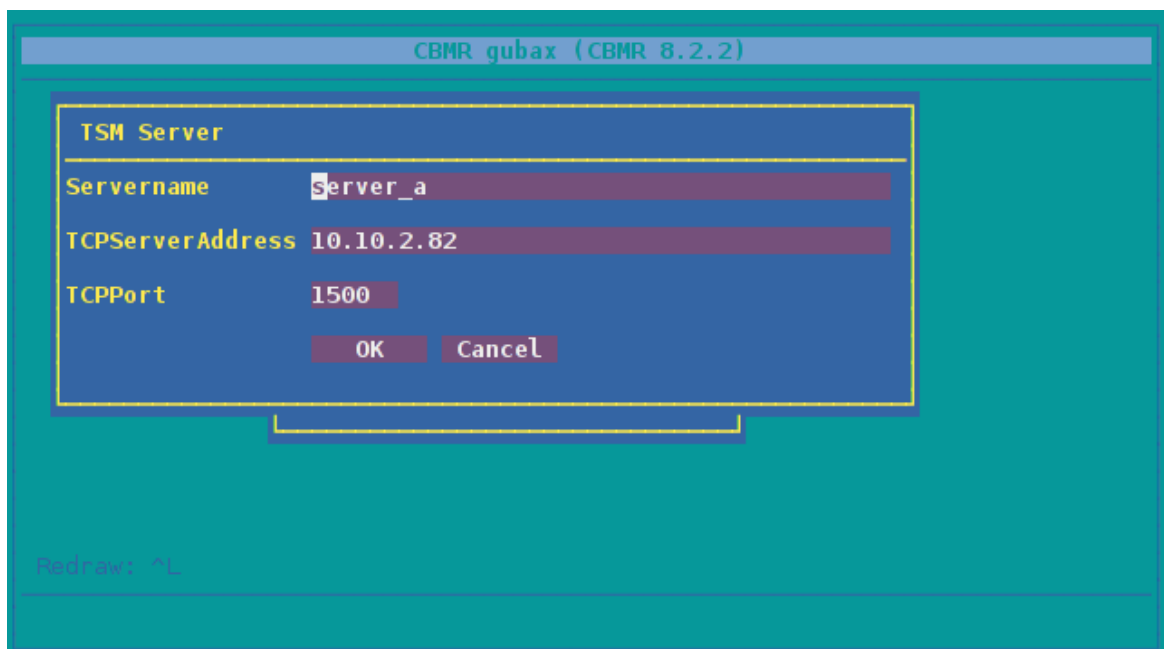 CBMR gubax (CBMR 8.2.2)
TSM Server
Servername server_a
TCPServerAddress 10.10.2.82
TCPPort 1500
OK Cancel
Redraw: ^L